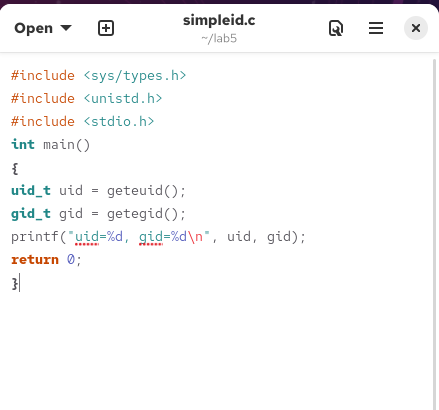 Open
simpleid.c
~/lab5
#include <sys/types.h>
#include <unistd.h>
#include <stdio.h>
int main()
{
uid_t uid = geteuid();
gid_t gid = getegid();
printf("uid=%d, gid=%d\n", uid, gid);
return 0;
}